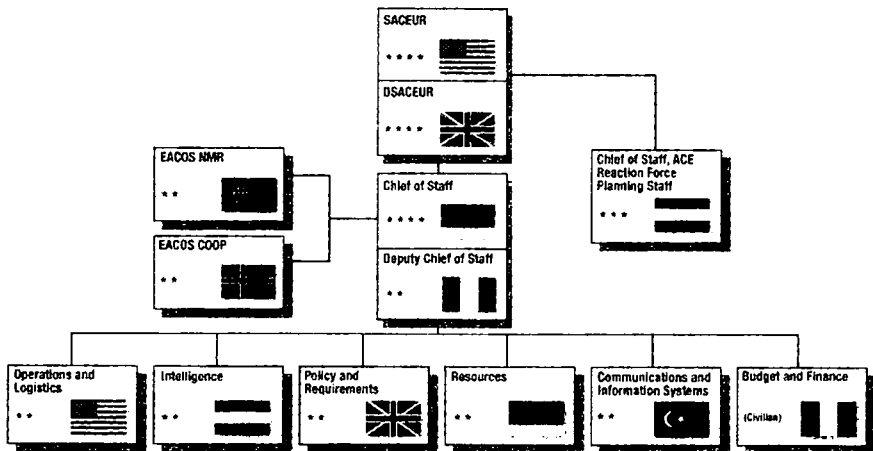 SACEUR
* * * *
DSACEUR
* * * *
EACOS NMR
* *
EACOS COOP
* *
Chief of Staff
* * * *
Deputy Chief of Staff
* *
Chief of Staff, ACE
Reaction Force
Planning Staff
* * *
Operations and
Logistics
* *
Intelligence
* *
Policy and
Requirements
* *
Resources
* *
Communications and
Information Systems
* *
Budget and Finance
(Civilian)